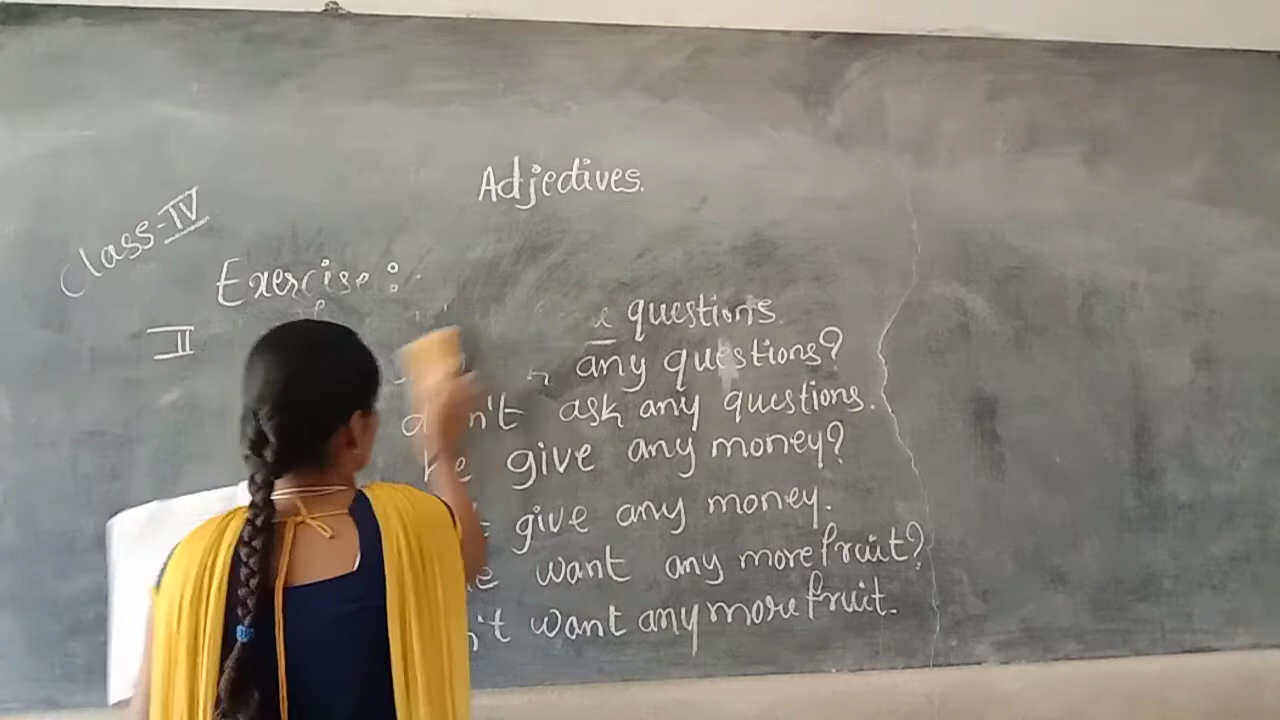 Adjectives.
Class-IV
Exercise:
II
questions.
any questions?
ask any questions.
give any money?
give any money.
want any more fruit?
want any more fruit.